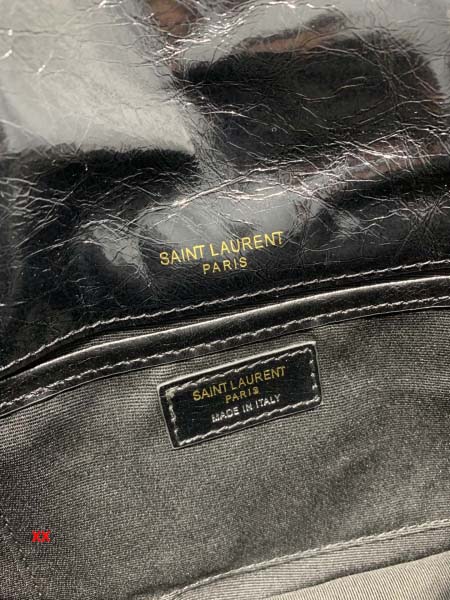 SAINT LAURENT
PARIS
SAINT LAURENT
PARIS
MADE IN ITALY
XX